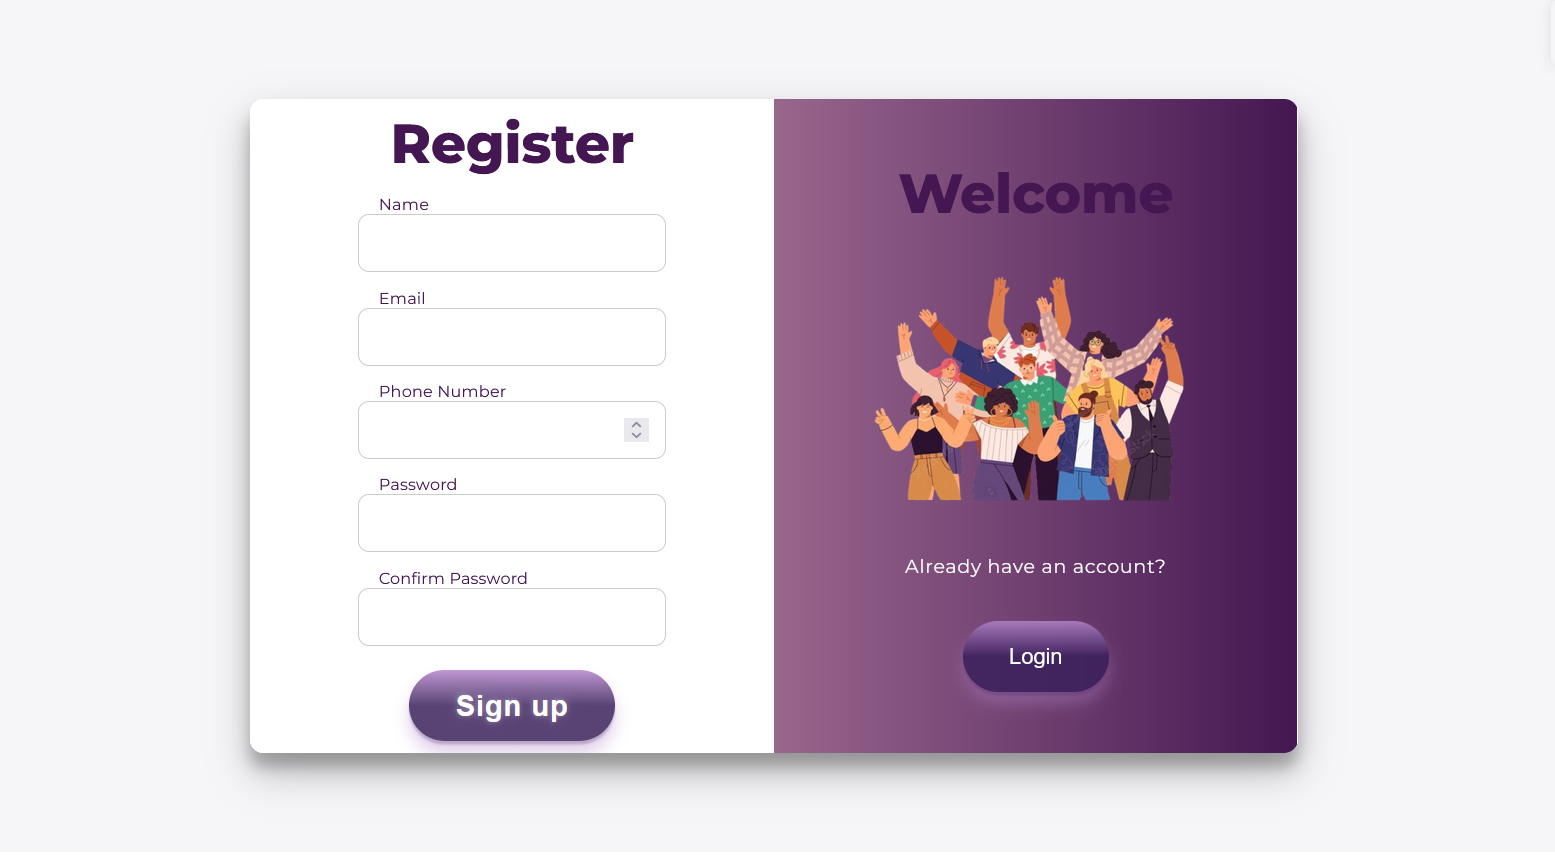 Register
Name
Email
Phone Number
Password
Confirm Password
Sign up
Welcome
Already have an account?
Login